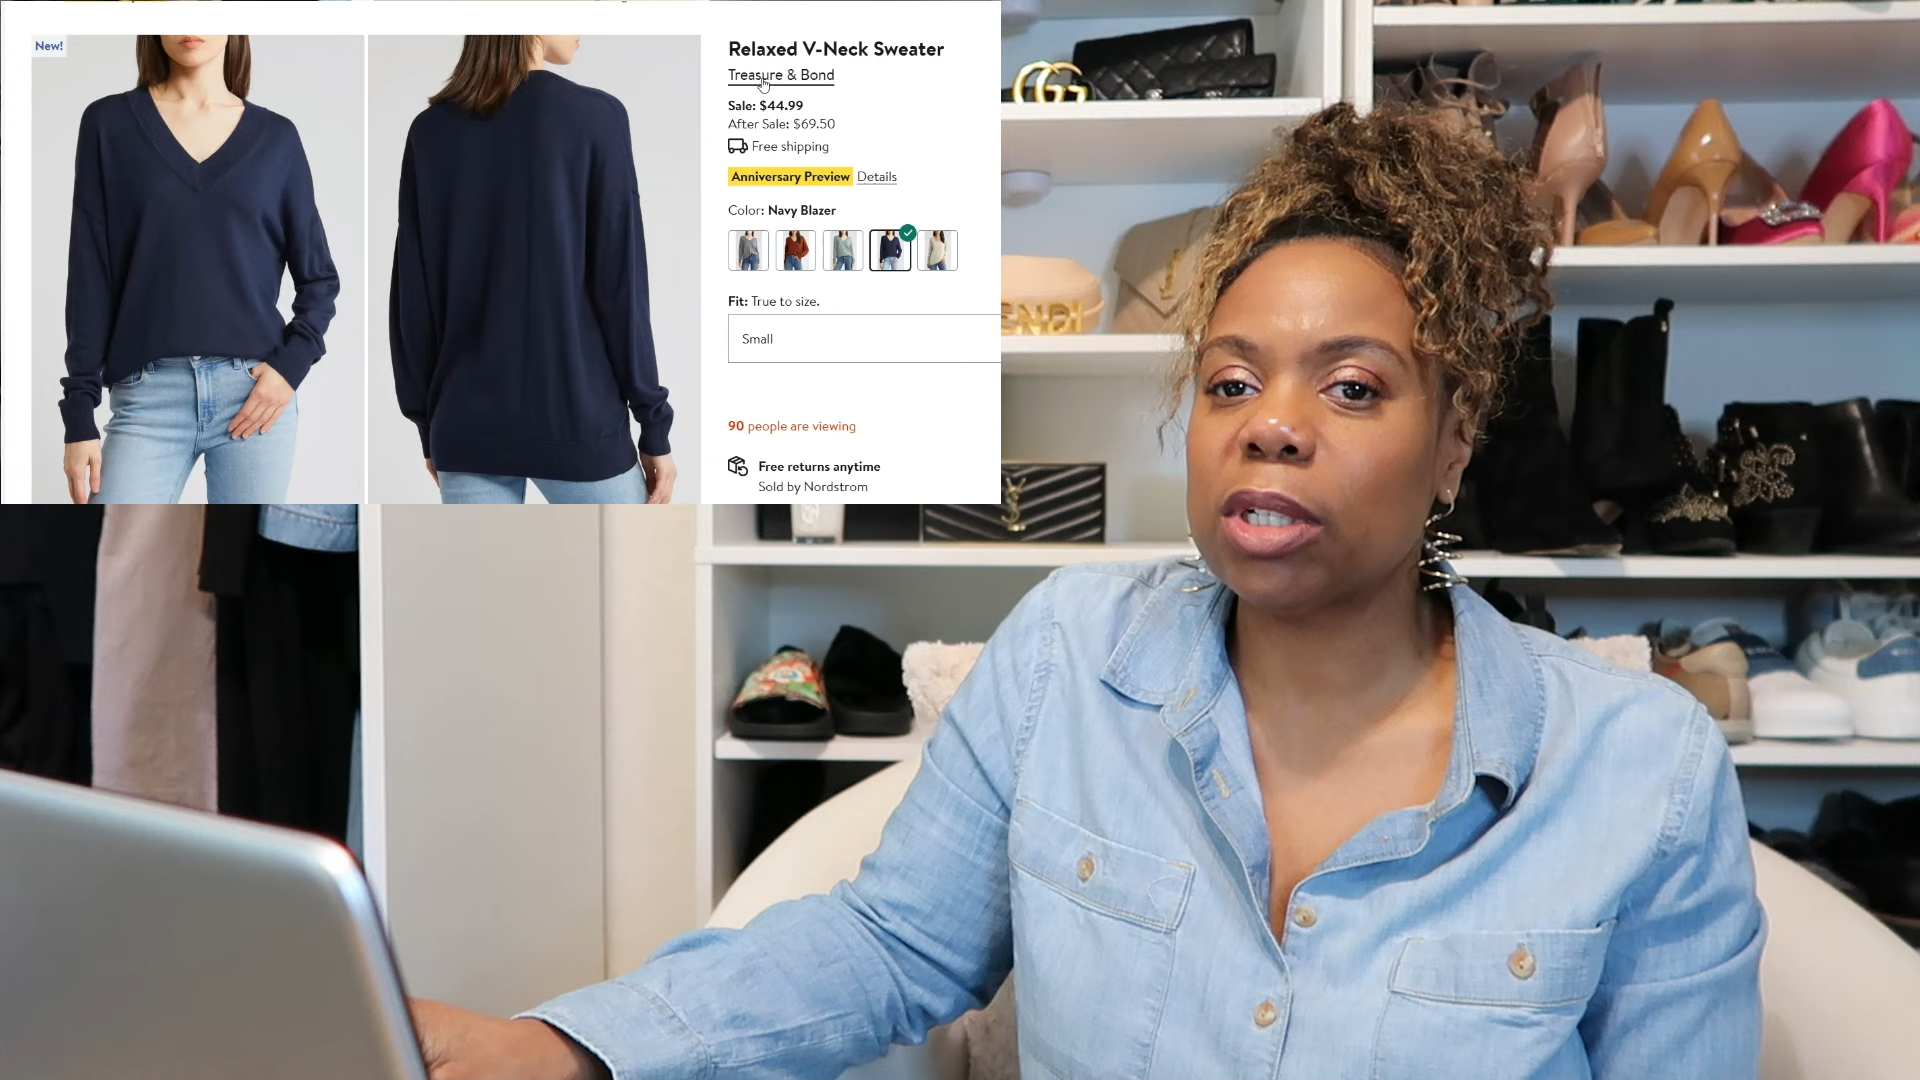 New!
Relaxed V-Neck Sweater
Treasure & Bond
Sale: $44.99
After Sale: $69.50
Free shipping
Anniversary Preview Details
Color: Navy Blazer
Fit: True to size.
Small
90 people are viewing
Free returns anytime
Sold by Nordstrom
ENDI